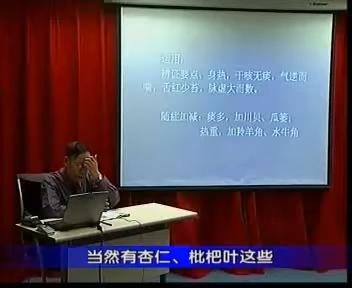 运用:
辨证要点，身热，干咳无痰，气逆而
喘，舌红少苔，脉虚大而数。
随症加减：痰多，加川贝、瓜蒌；
热重，加羚羊角、水牛角
当然有杏仁、枇杷叶这些